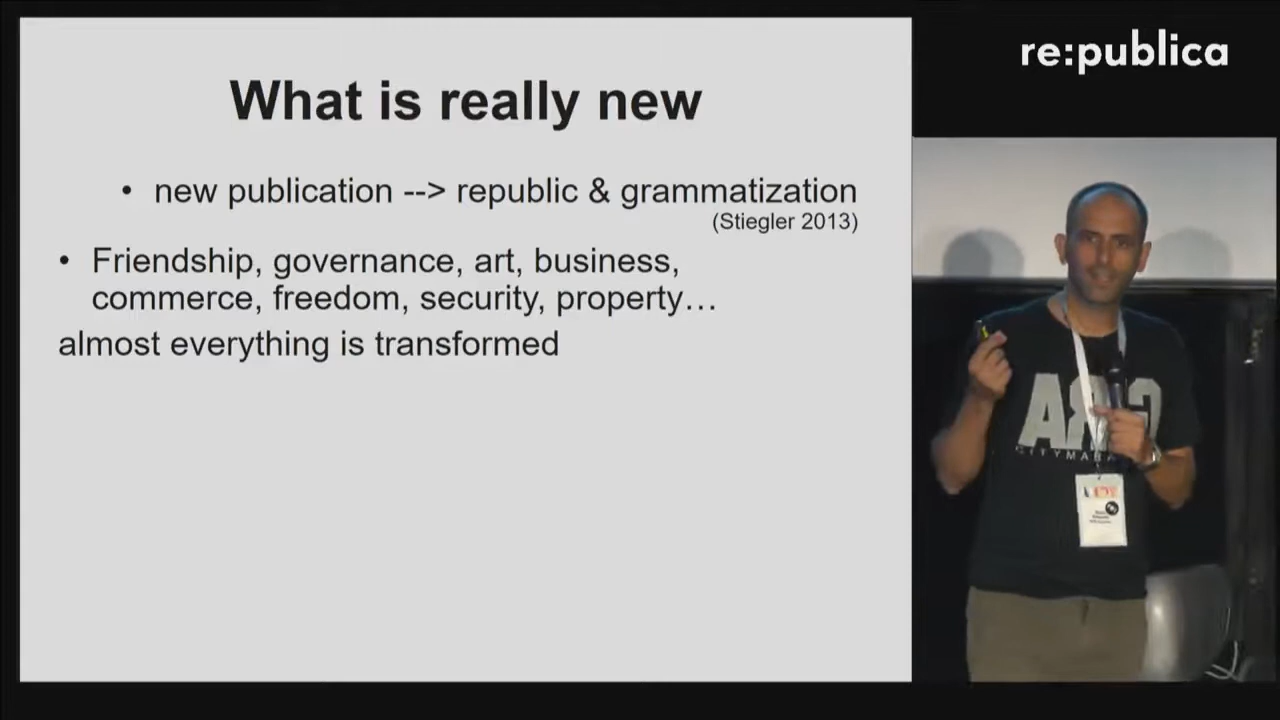 re:publica
What is really new
• new publication --> republic & grammatization
(Stiegler 2013)
• Friendship, governance, art, business,
commerce, freedom, security, property…
almost everything is transformed